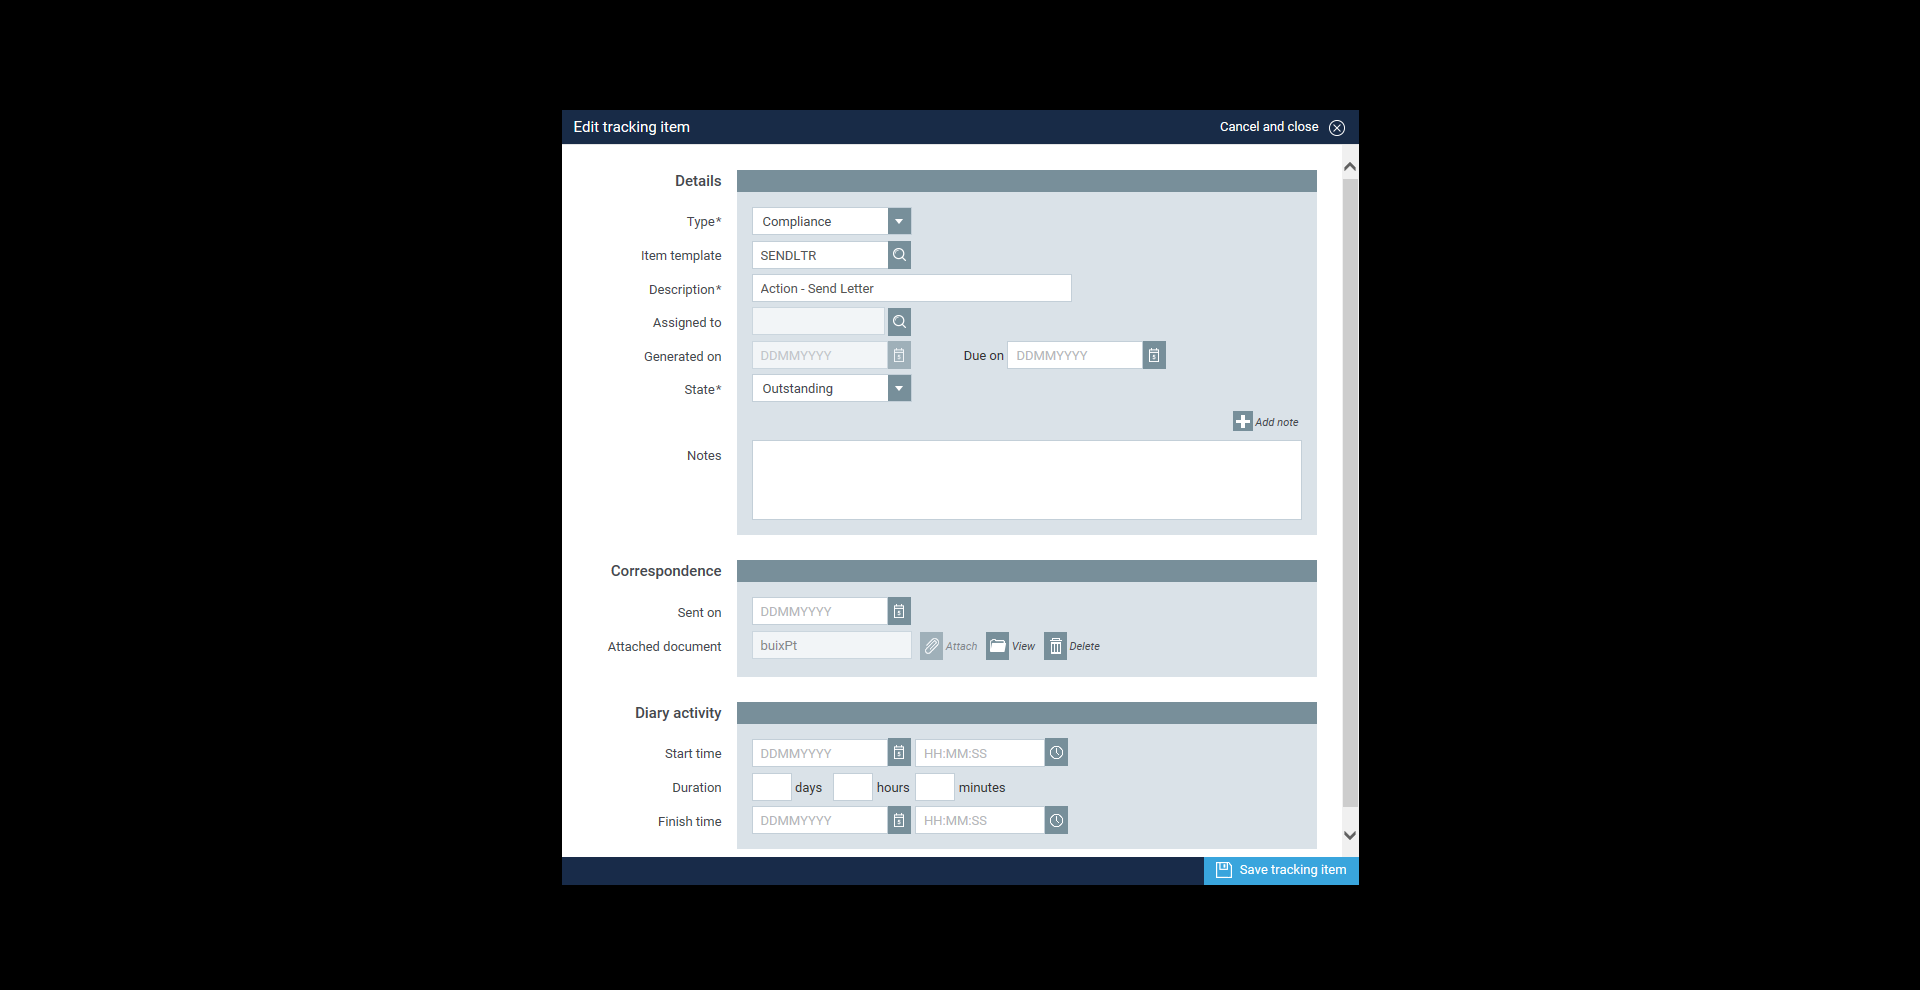 Edit tracking item Cancel and close
Details
Type* Compliance
Item template SENDLTR
Description* Action - Send Letter
Assigned to
Generated on DDMMYYYY Due on DDMMYYYY
State* Outstanding
Add note
Notes
Correspondence
Sent on DDMMYYYY
Attached document buixPt Attach View Delete
Diary activity
Start time DDMMYYYY HH:MM:SS
Duration days hours minutes
Finish time DDMMYYYY HH:MM:SS
Save tracking item